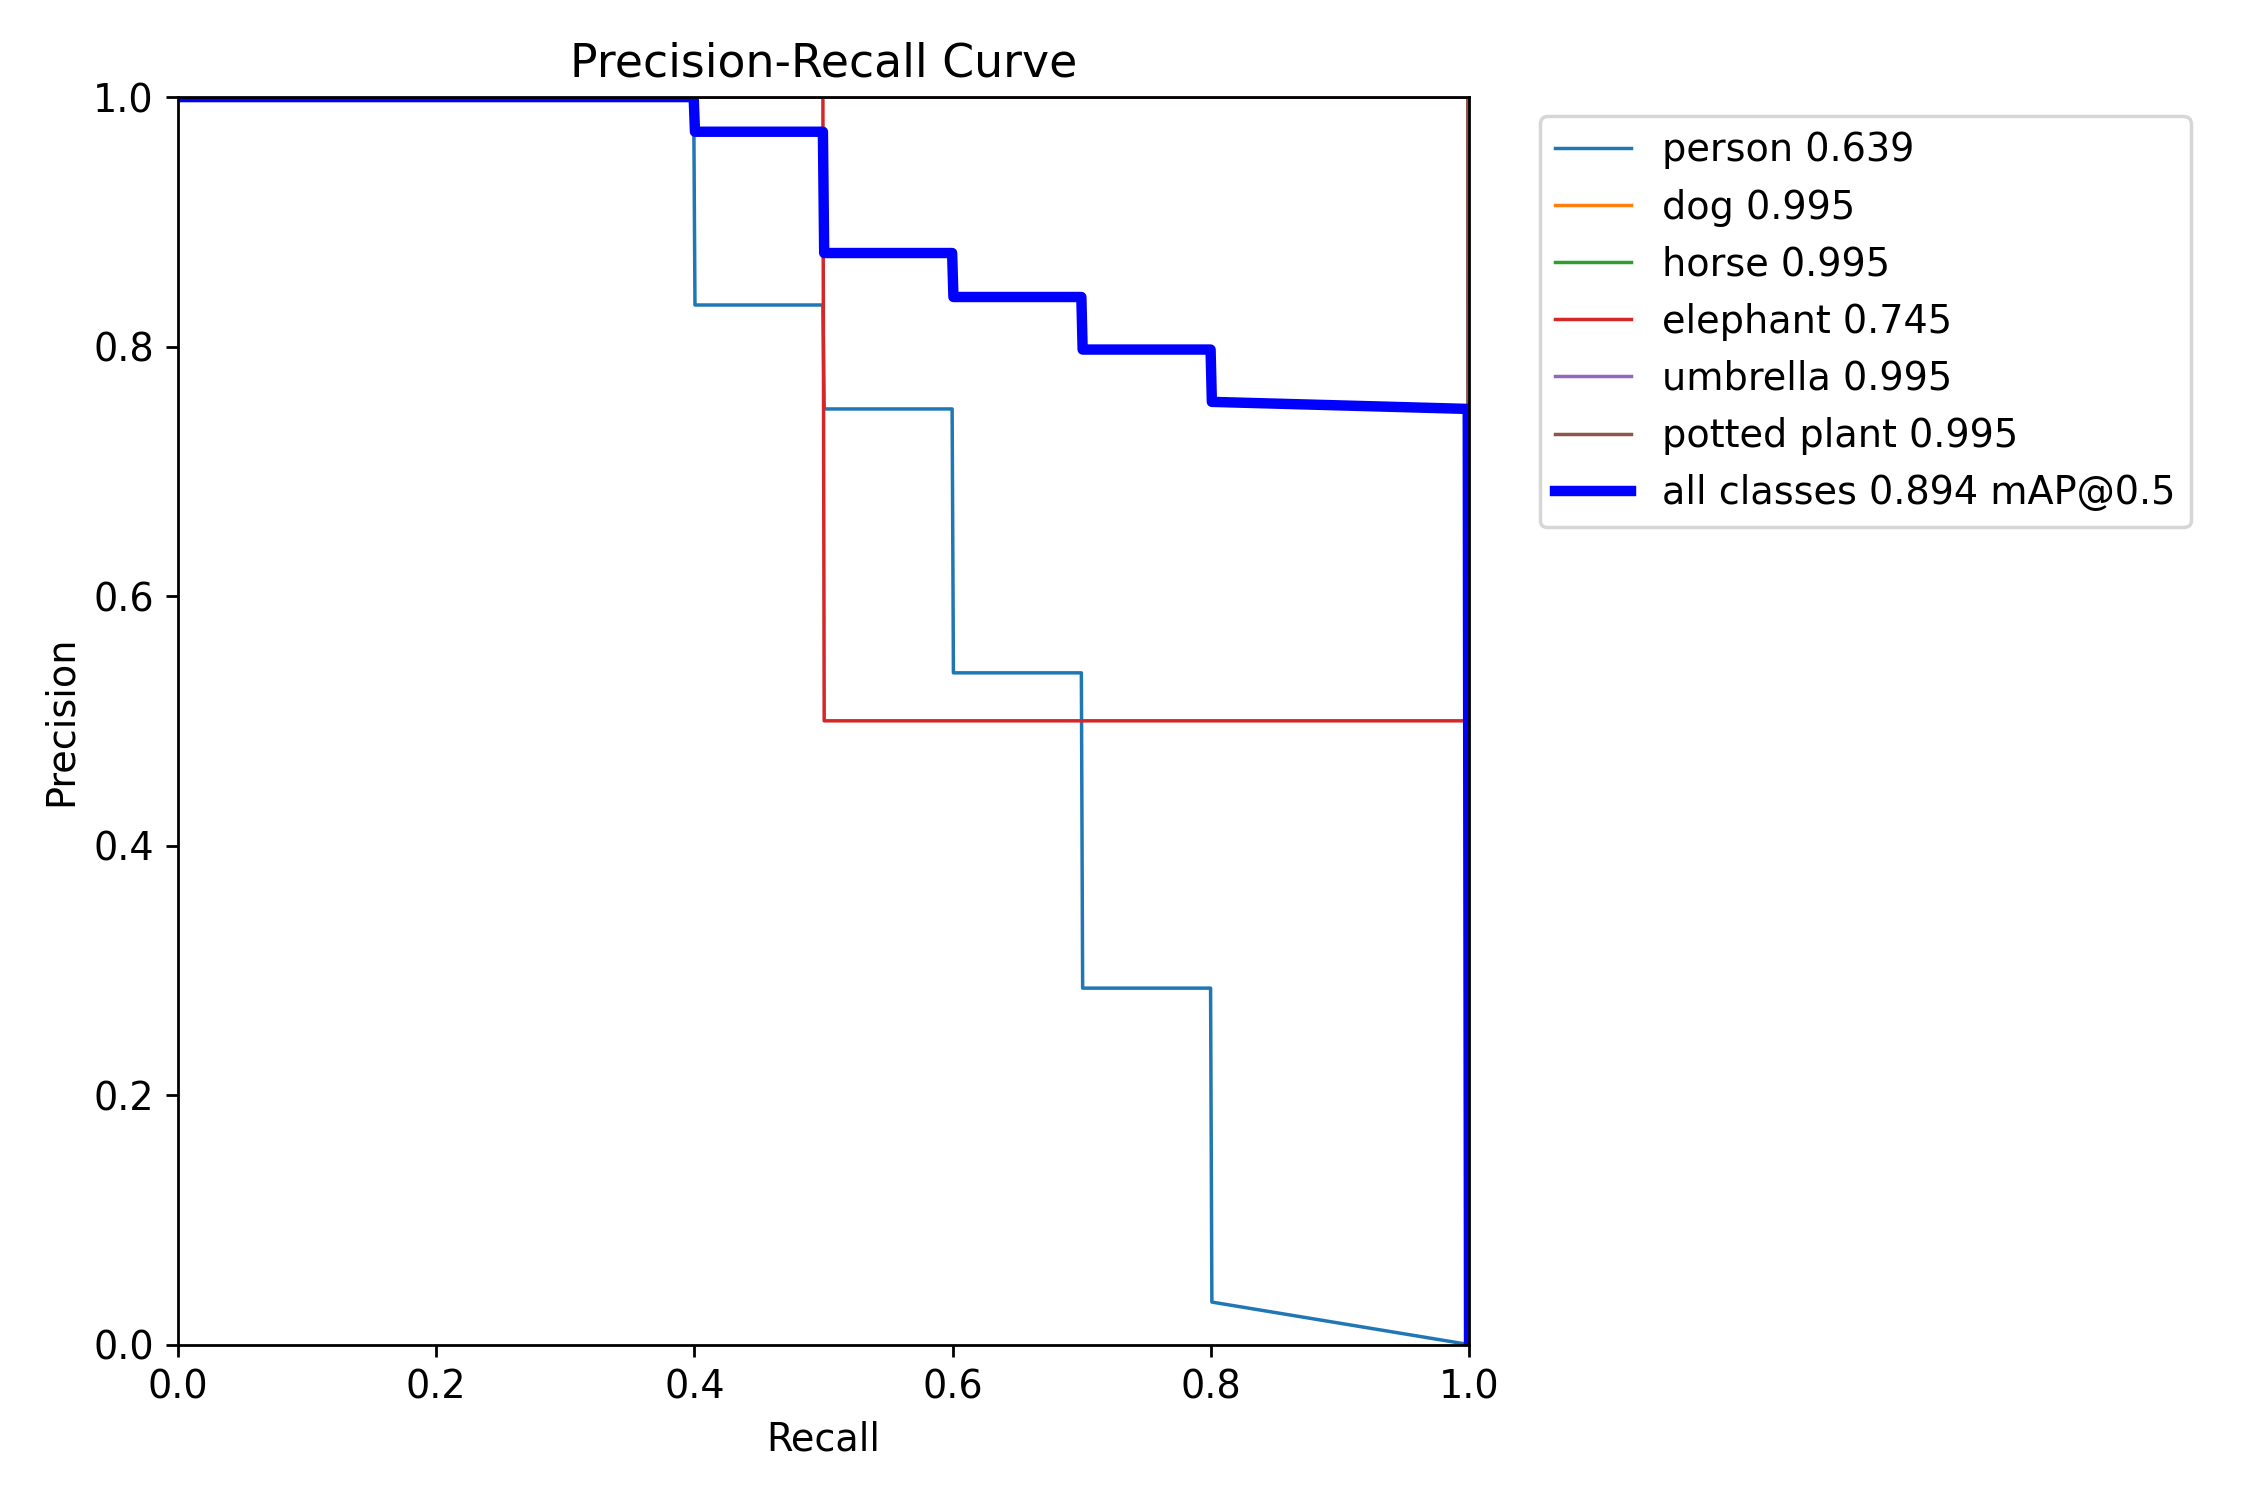 Precision-Recall Curve
1.0
0.8
0.6
0.4
0.2
0.0
Precision
0.0 0.2 0.4 0.6 0.8 1.0
Recall
person 0.639
dog 0.995
horse 0.995
elephant 0.745
umbrella 0.995
potted plant 0.995
all classes 0.894 mAP@0.5